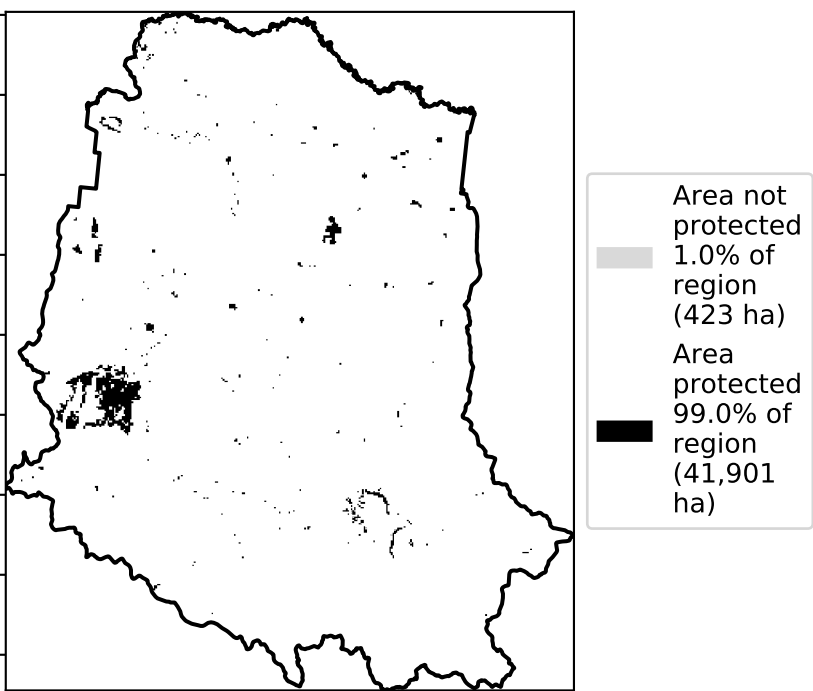 Area not
protected
1.0% of
region
(423 ha)
Area
protected
99.0% of
region
(41,901
ha)